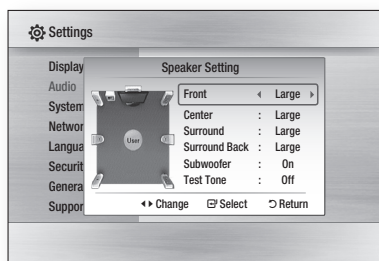 Settings
Display
Audio
System
Networ
Langua
Securit
Genera
Suppor
Speaker Setting
User
Front ◂ Large ▸
Center : Large
Surround : Large
Surround Back : Large
Subwoofer : On
Test Tone : Off
◂▸ Change Select Return